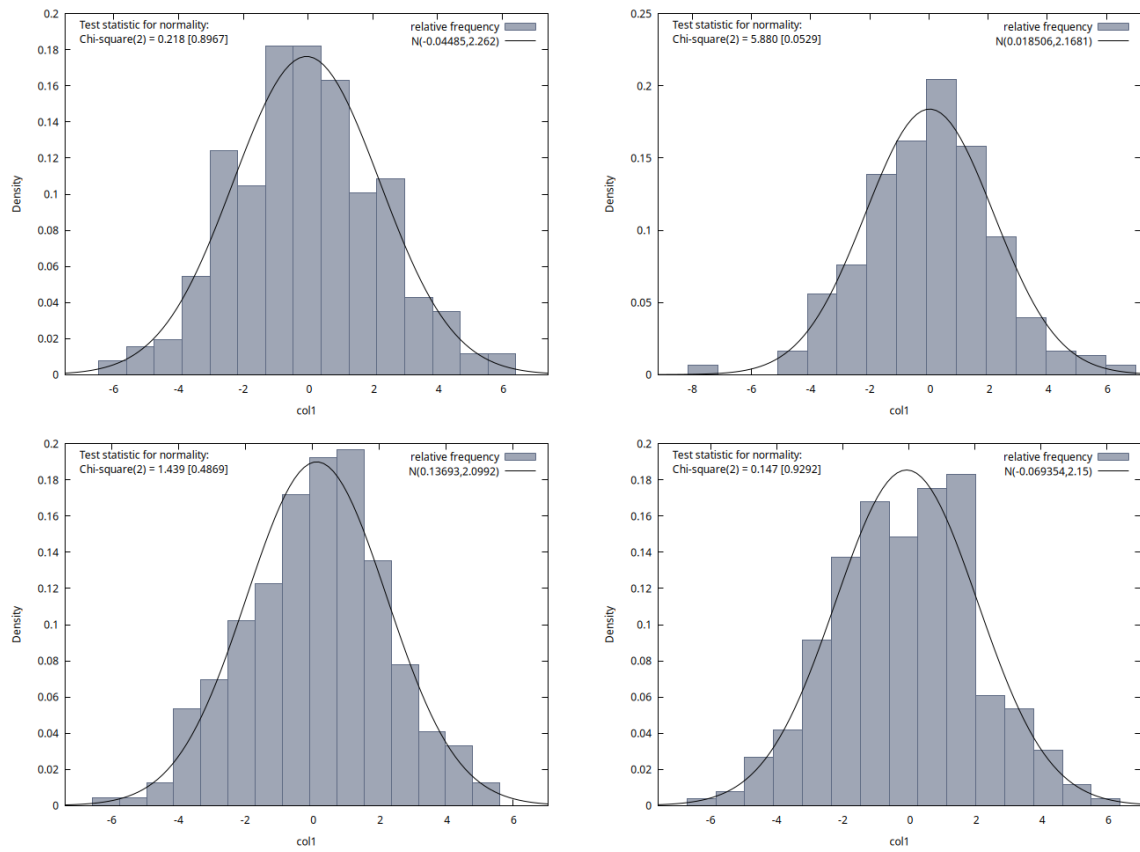 Test statistic for normality:
Chi-square(2) = 0.218 [0.8967]
relative frequency
N(-0.04485,2.262)
0.2
0.18
0.16
0.14
0.12
0.1
0.08
0.06
0.04
0.02
0
Density
-6
-4
-2
0
2
4
6
col1
Test statistic for normality:
Chi-square(2) = 5.880 [0.0529]
relative frequency
N(0.018506,2.1681)
0.25
0.2
0.15
0.1
0.05
0
Density
-8
-6
-4
-2
0
2
4
6
col1
Test statistic for normality:
Chi-square(2) = 1.439 [0.4869]
relative frequency
N(0.13693,2.0992)
0.2
0.18
0.16
0.14
0.12
0.1
0.08
0.06
0.04
0.02
0
Density
-6
-4
-2
0
2
4
6
col1
Test statistic for normality:
Chi-square(2) = 0.147 [0.9292]
relative frequency
N(-0.069354,2.15)
0.2
0.18
0.16
0.14
0.12
0.1
0.08
0.06
0.04
0.02
0
Density
-6
-4
-2
0
2
4
6
col1